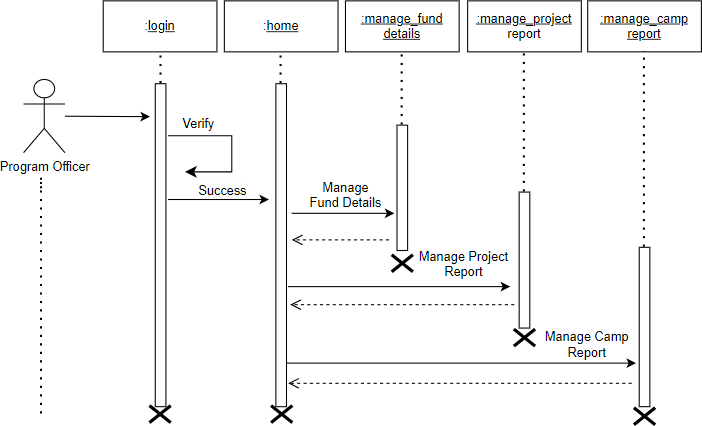 :login
:home
:manage_fund
details
:manage_project
report
:manage_camp
report
Verify
Program Officer
Success
Manage
Fund Details
Manage Project
Report
Manage Camp
Report